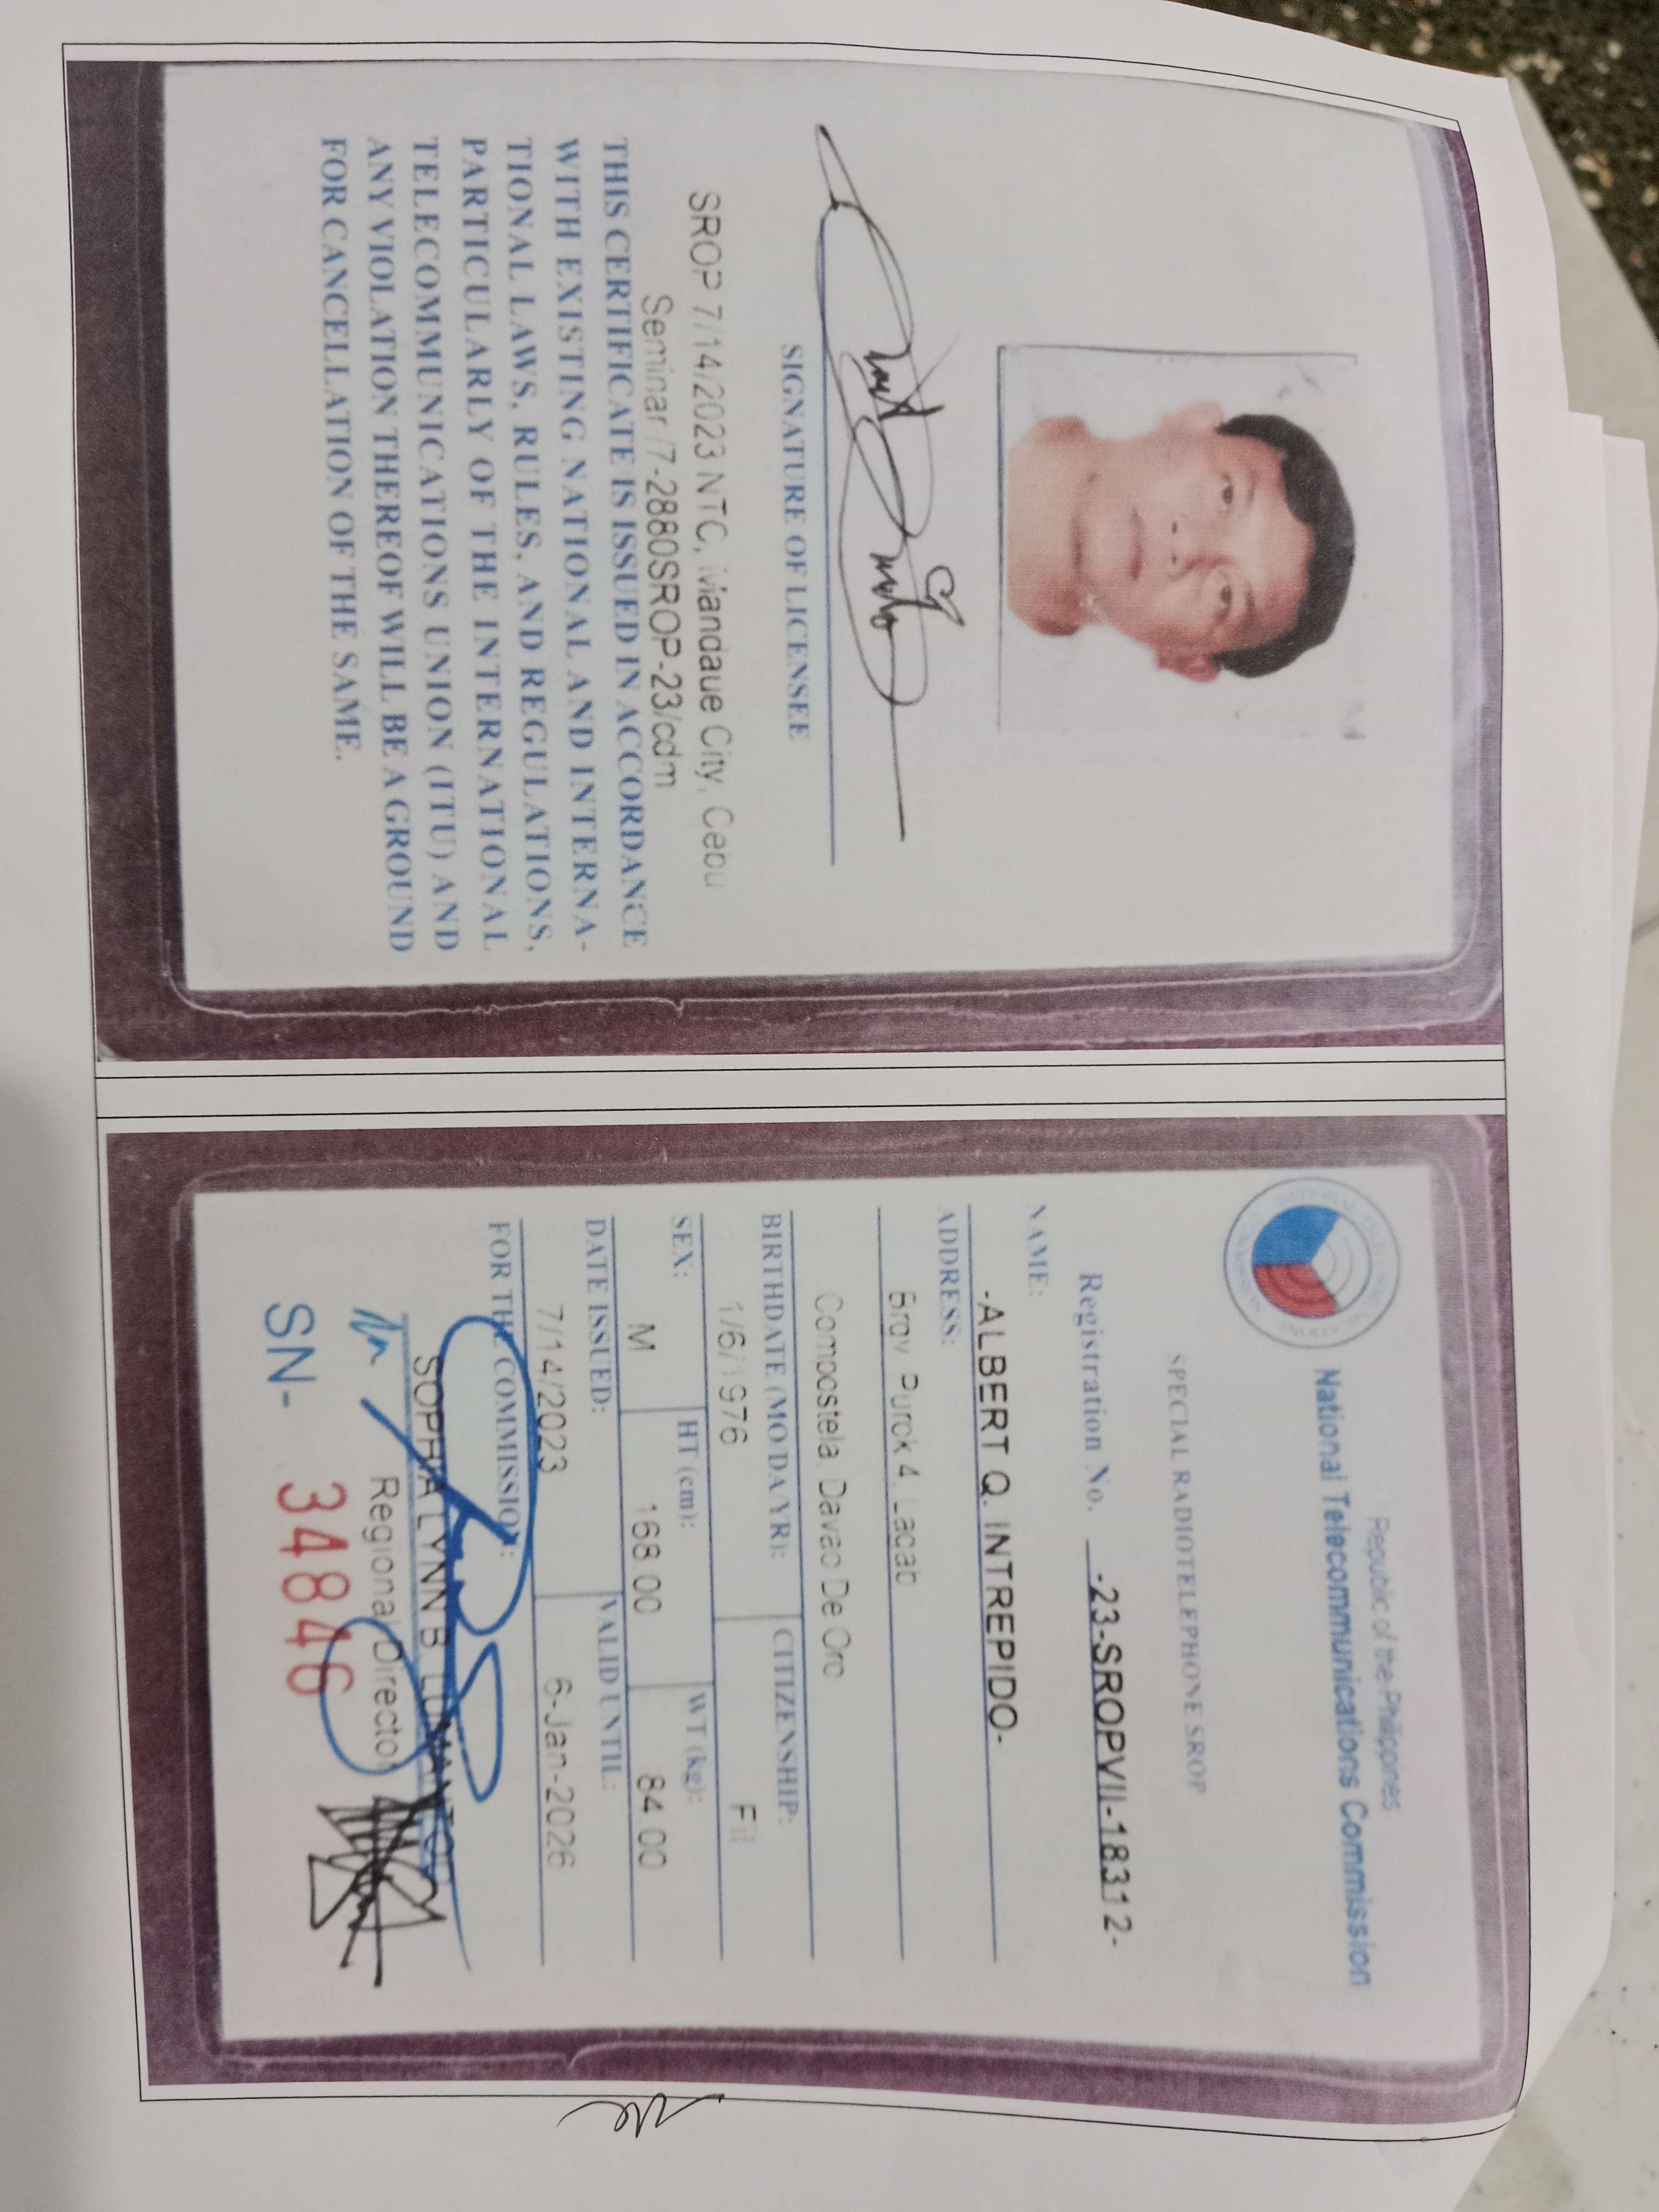 SIGNATURE OF LICENSEE
SROP 7/14/2023 NTC, Mandaue City, Cebu
Seminar /7-2880SROP-23/cdm
THIS CERTIFICATE IS ISSUED IN ACCORDANCE
WITH EXISTING NATIONAL AND INTERNA-
TIONAL LAWS, RULES, AND REGULATIONS,
PARTICULARLY OF THE INTERNATIONAL
TELECOMMUNICATIONS UNION (ITU) AND
ANY VIOLATION THEREOF WILL BE A GROUND
FOR CANCELLATION OF THE SAME.
Republic of the Philippines
National Telecommunications Commission
SPECIAL RADIOTELEPHONE SROP
Registration No. -23-SROPVII-18312-
NAME:
-ALBERT Q. INTREPIDO-
ADDRESS:
Brgy. Purok 4, Lagab
Compostela, Davao De Oro
BIRTHDATE (MO/DA/YR): CITIZENSHIP:
1/6/1976 Fil
SEX: HT (cm): WT (kg):
M 168.00 84.00
DATE ISSUED: VALID UNTIL:
7/14/2023 6-Jan-2026
FOR THE COMMISSION:
SOPHIA LYNN B.
Regional Director
SN- 34846